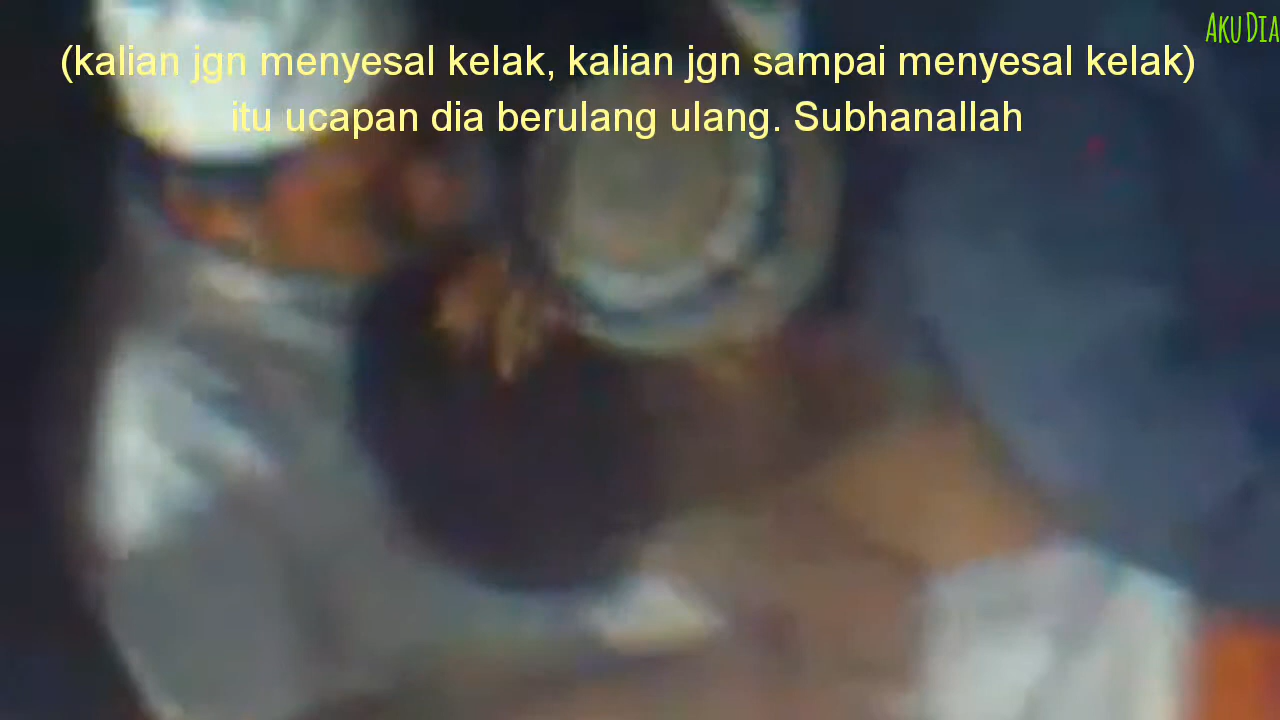 AKU DIA
(kalian jgn menyesal kelak, kalian jgn sampai menyesal kelak)
itu ucapan dia berulang ulang. Subhanallah